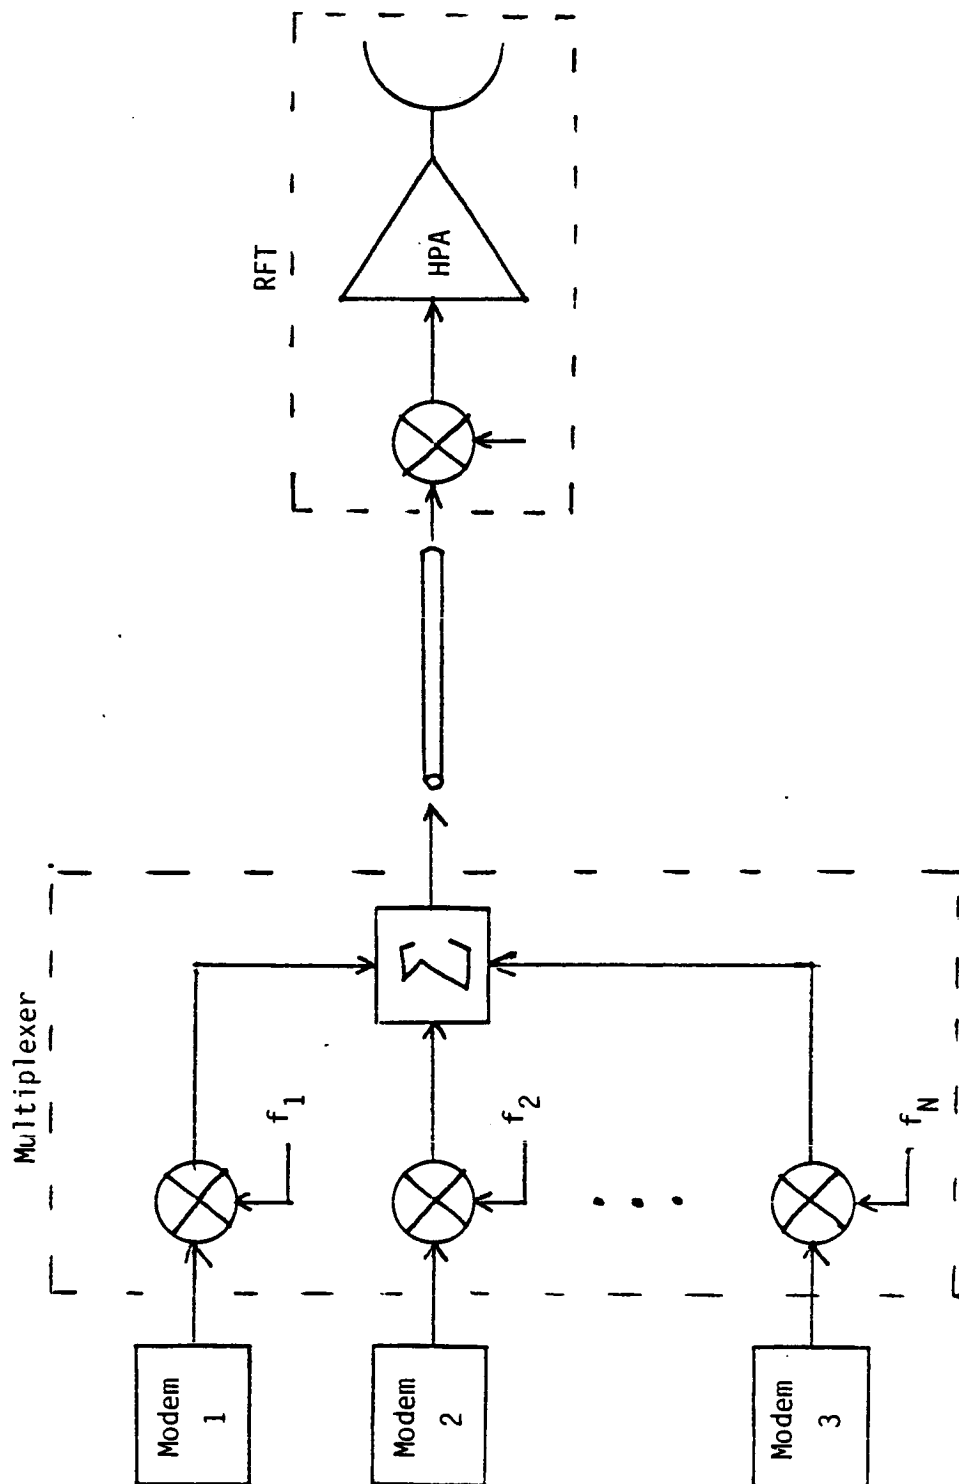 Multiplexer
RFT
Modem
1
f1
Modem
2
f2
. . .
Modem
3
fN
Σ
HPA